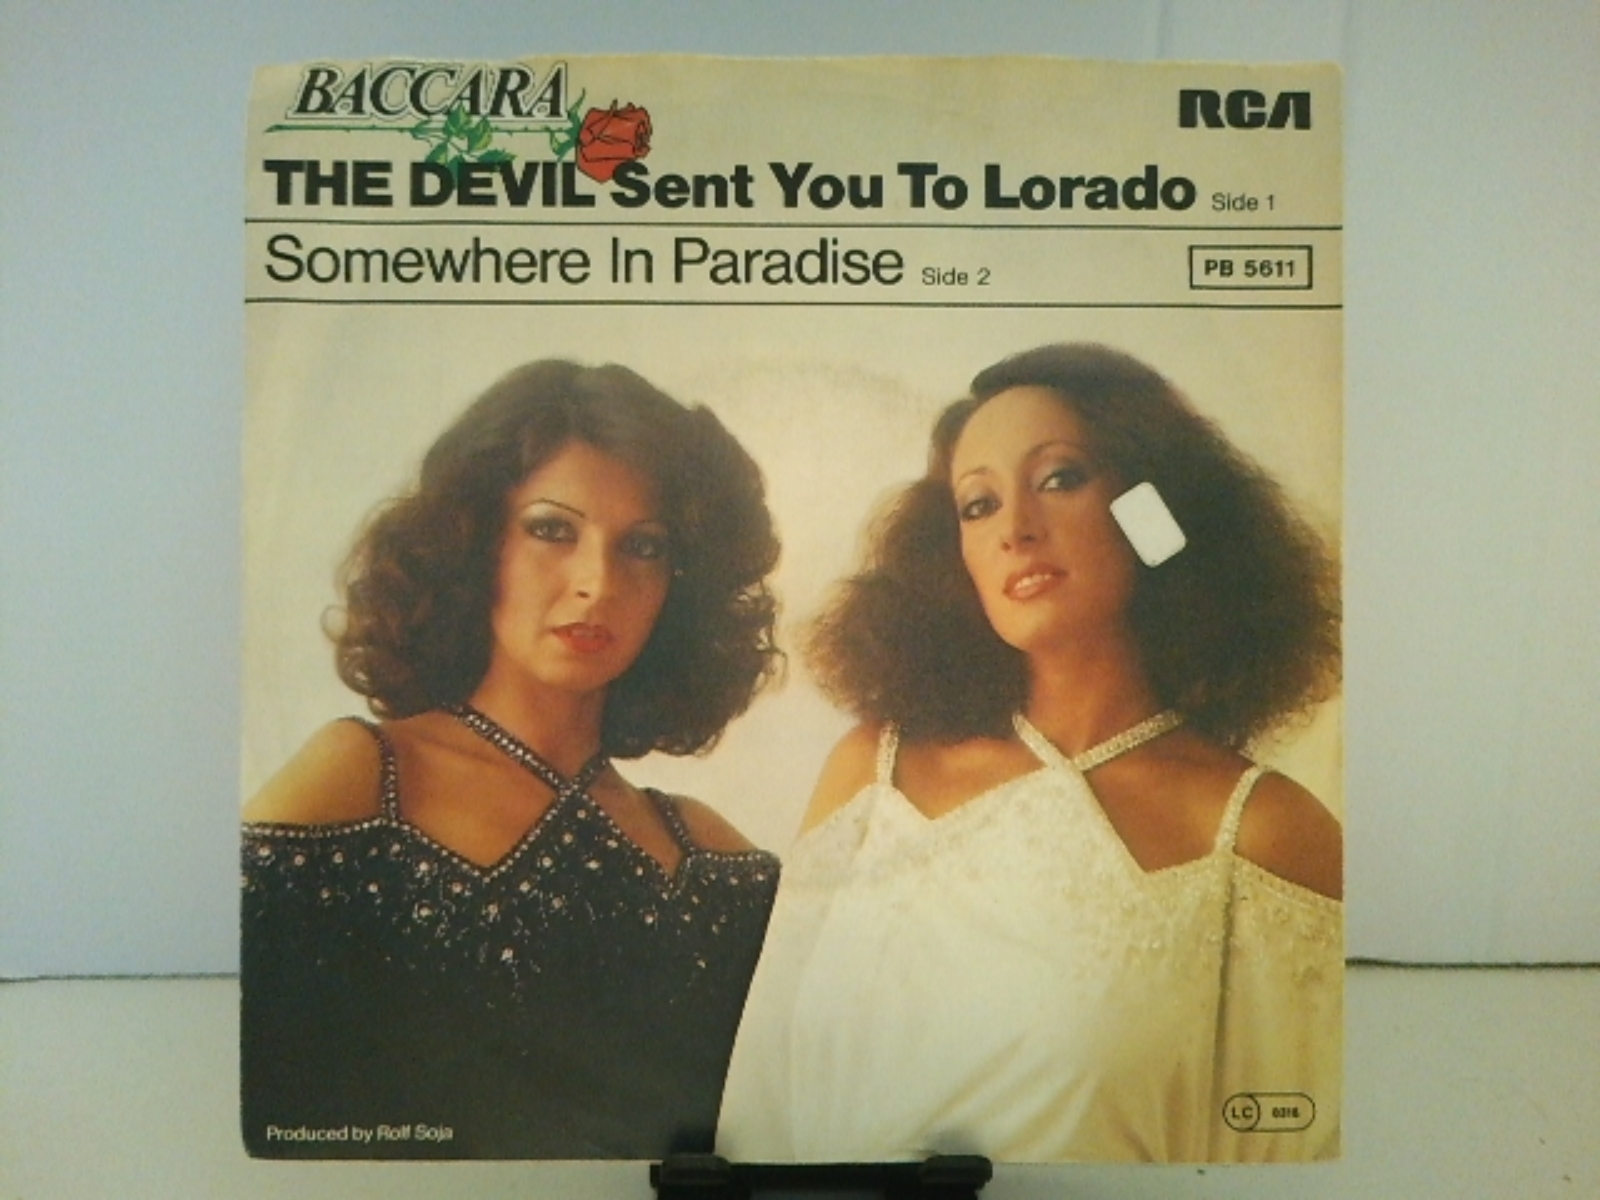 BACCARA
RCA
THE DEVIL Sent You To Lorado Side 1
Somewhere In Paradise Side 2
PB 5611
Produced by Rolf Soja
LC 0316